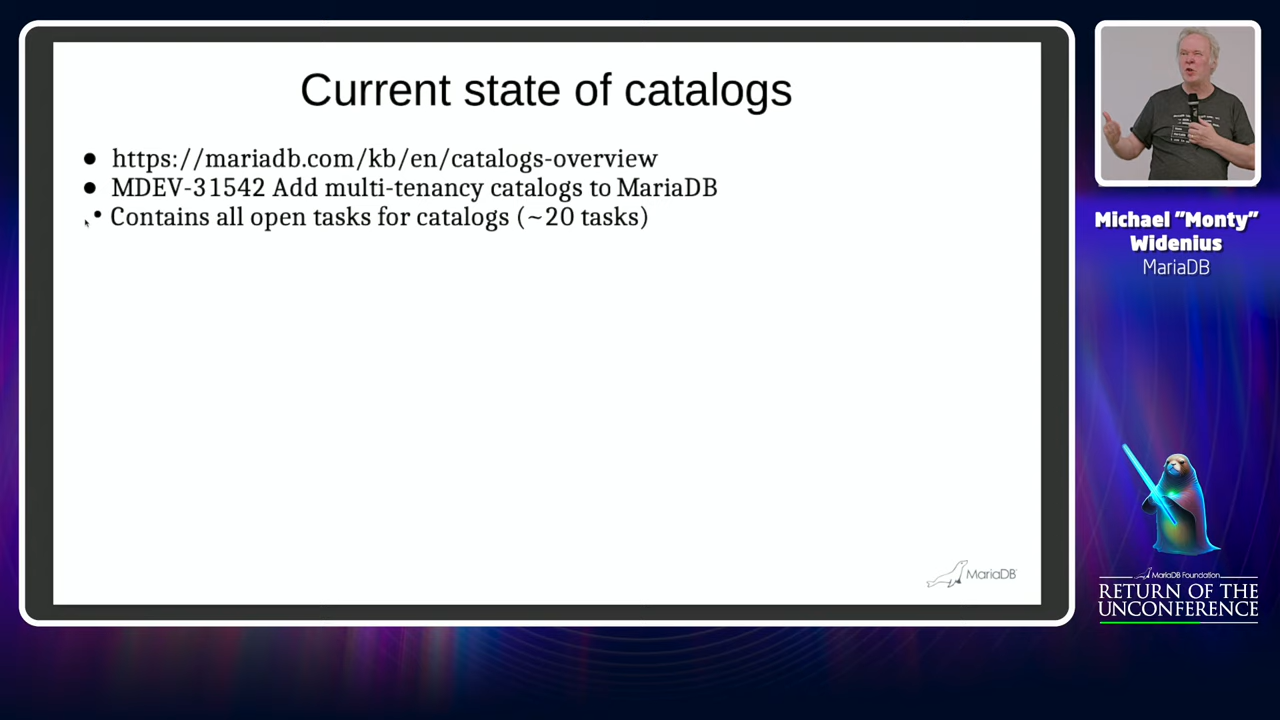 Current state of catalogs
● https://mariadb.com/kb/en/catalogs-overview
● MDEV-31542 Add multi-tenancy catalogs to MariaDB
• Contains all open tasks for catalogs (~20 tasks)
MariaDB
Michael ”Monty”
Widenius
MariaDB
MariaDB Foundation
RETURN OF THE
UNCONFERENCE